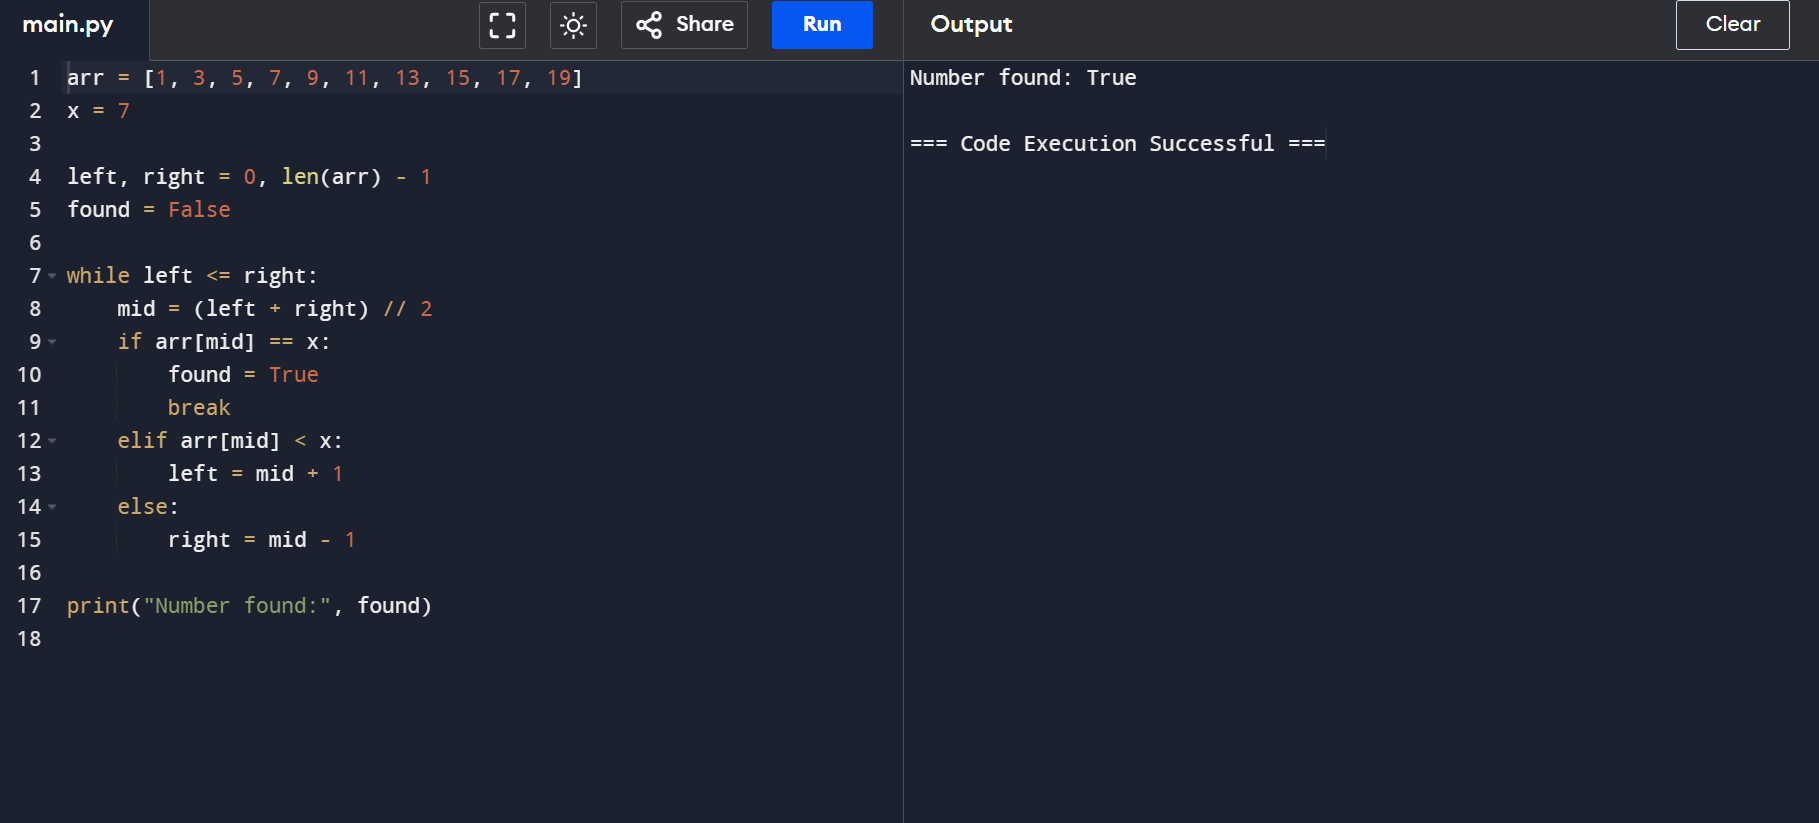 main.py
Share
Run
Output
Clear
1 arr = [1, 3, 5, 7, 9, 11, 13, 15, 17, 19]
2 x = 7
3
4 left, right = 0, len(arr) - 1
5 found = False
6
7 while left <= right:
8     mid = (left + right) // 2
9     if arr[mid] == x:
10         found = True
11         break
12     elif arr[mid] < x:
13         left = mid + 1
14     else:
15         right = mid - 1
16
17 print("Number found:", found)
18
Number found: True
=== Code Execution Successful ===